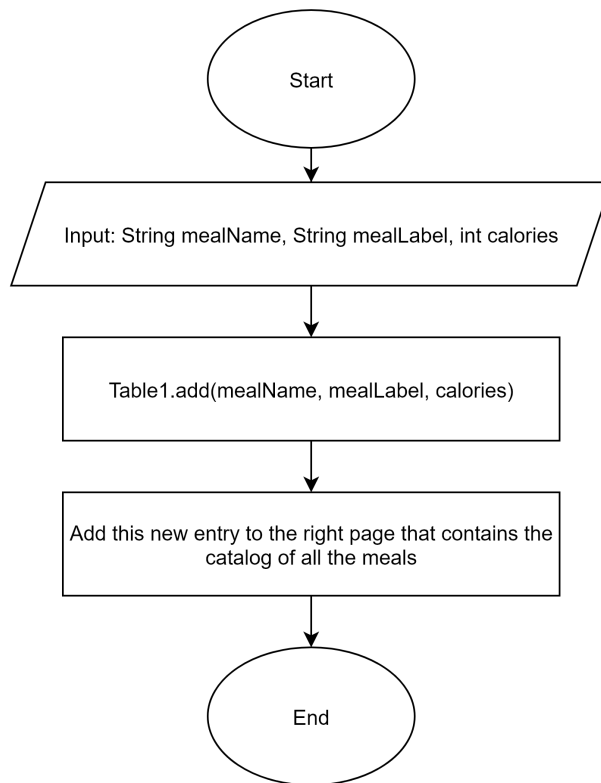 Start
Input: String mealName, String mealLabel, int calories
Table1.add(mealName, mealLabel, calories)
Add this new entry to the right page that contains the
catalog of all the meals
End